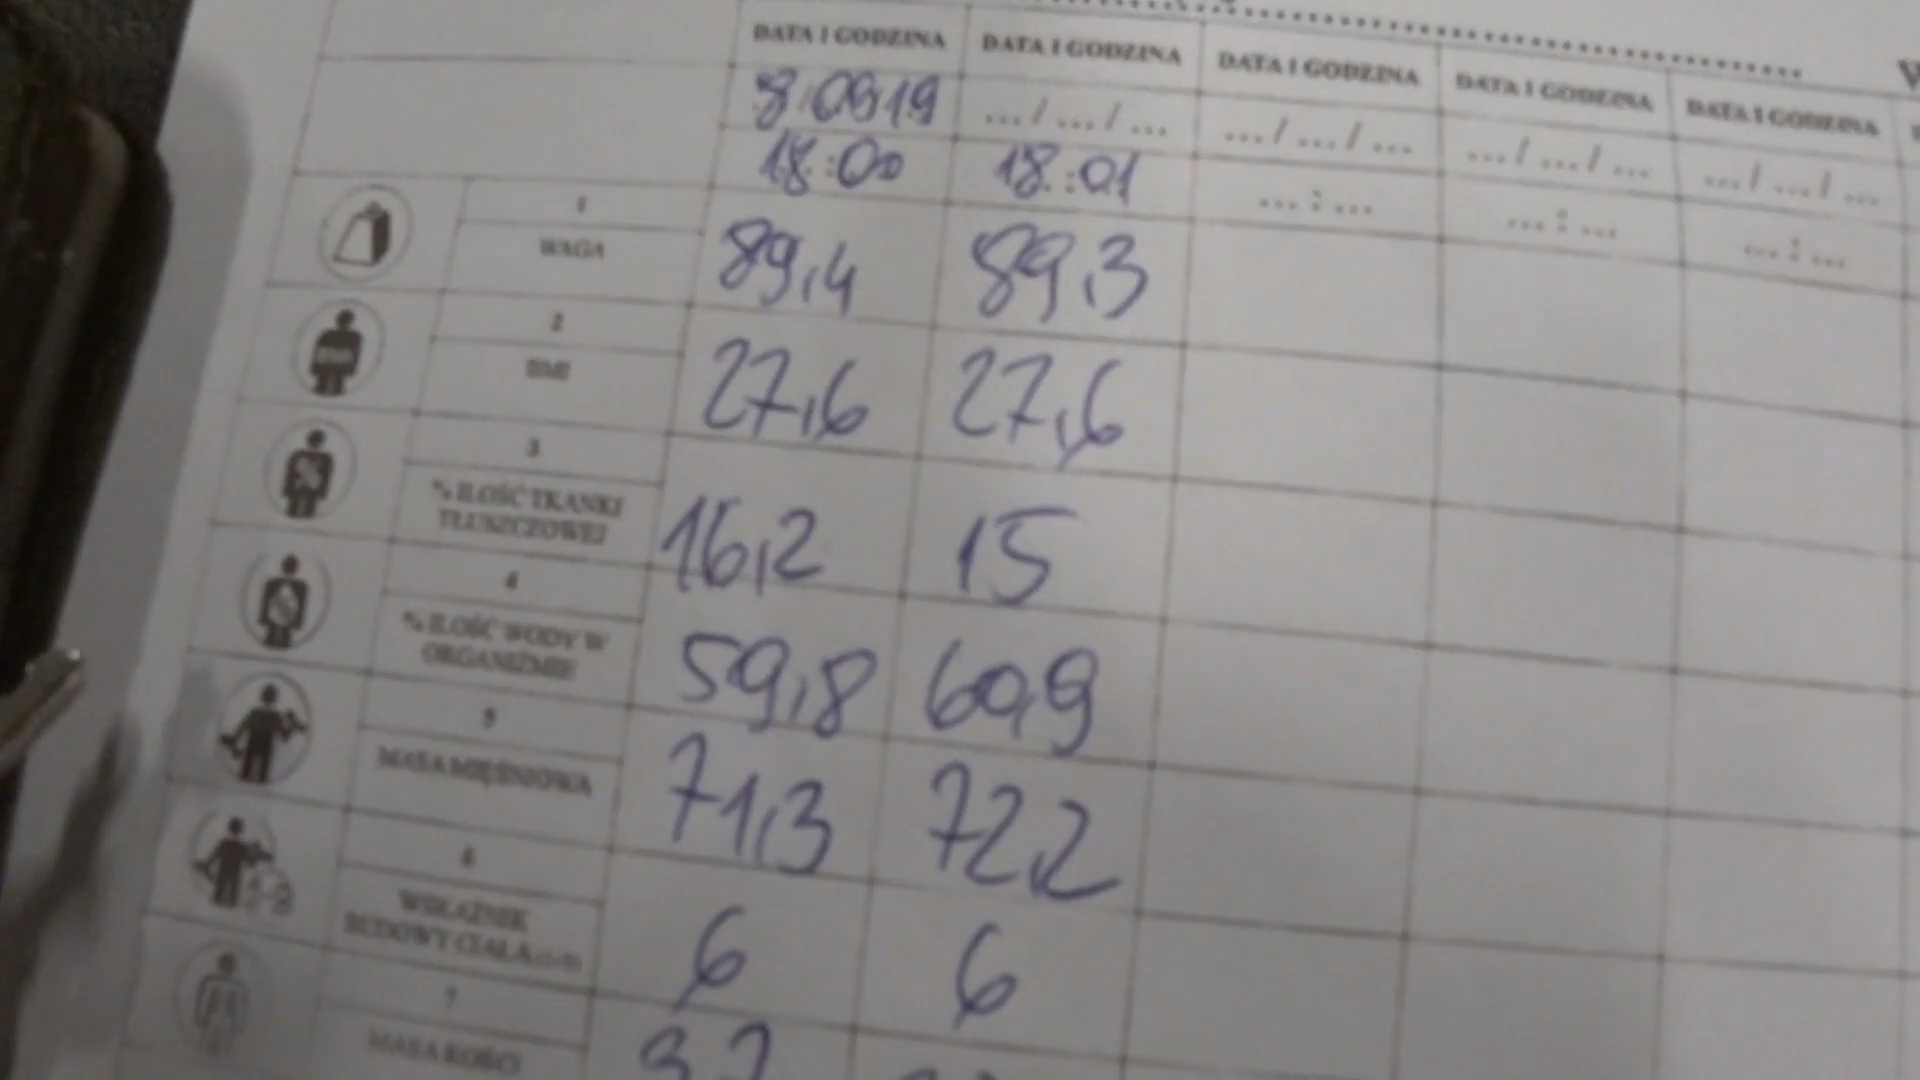 DATA I GODZINA DATA I GODZINA DATA I GODZINA DATA I GODZINA DATA I GODZINA
8.0919 .../.../... .../.../... .../.../... .../.../...
18:00 18:01 ...:... ...:... ...:...
1
WAGA 89,4 89,3
2
BMI 27,6 27,6
3
% ILOŚĆ TKANKI
TŁUSZCZOWEJ 16,2 15
4
% ILOŚĆ WODY W
ORGANIZMIE 59,8 60,9
5
MASA MIĘŚNIOWA 71,3 72,2
6
WSKAŹNIK
BUDOWY CIAŁA (1-9) 6 6
7
MASA KOŚCI